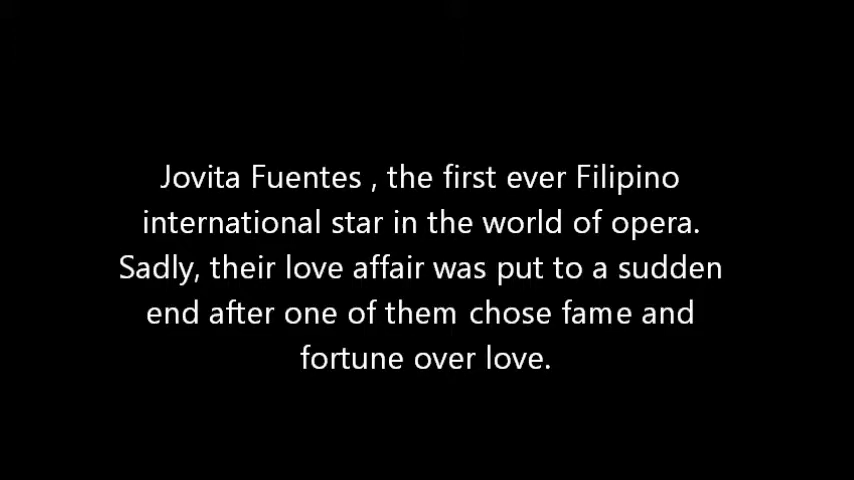 Jovita Fuentes , the first ever Filipino
international star in the world of opera.
Sadly, their love affair was put to a sudden
end after one of them chose fame and
fortune over love.